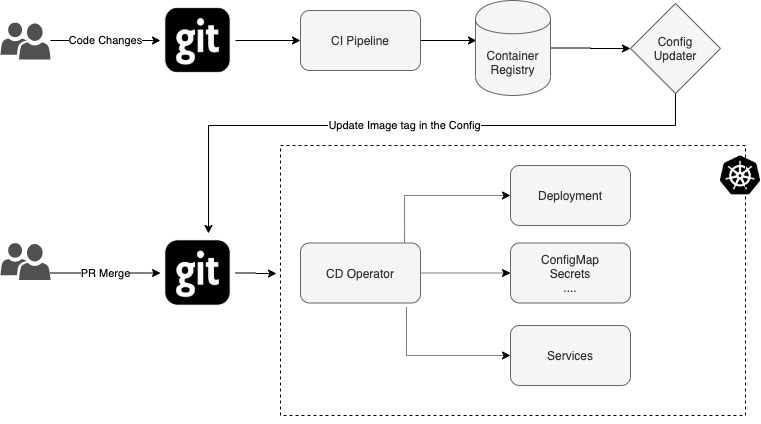 Code Changes
git
CI Pipeline
Container
Registry
Config
Updater
Update Image tag in the Config
PR Merge
git
CD Operator
Deployment
ConfigMap
Secrets
....
Services